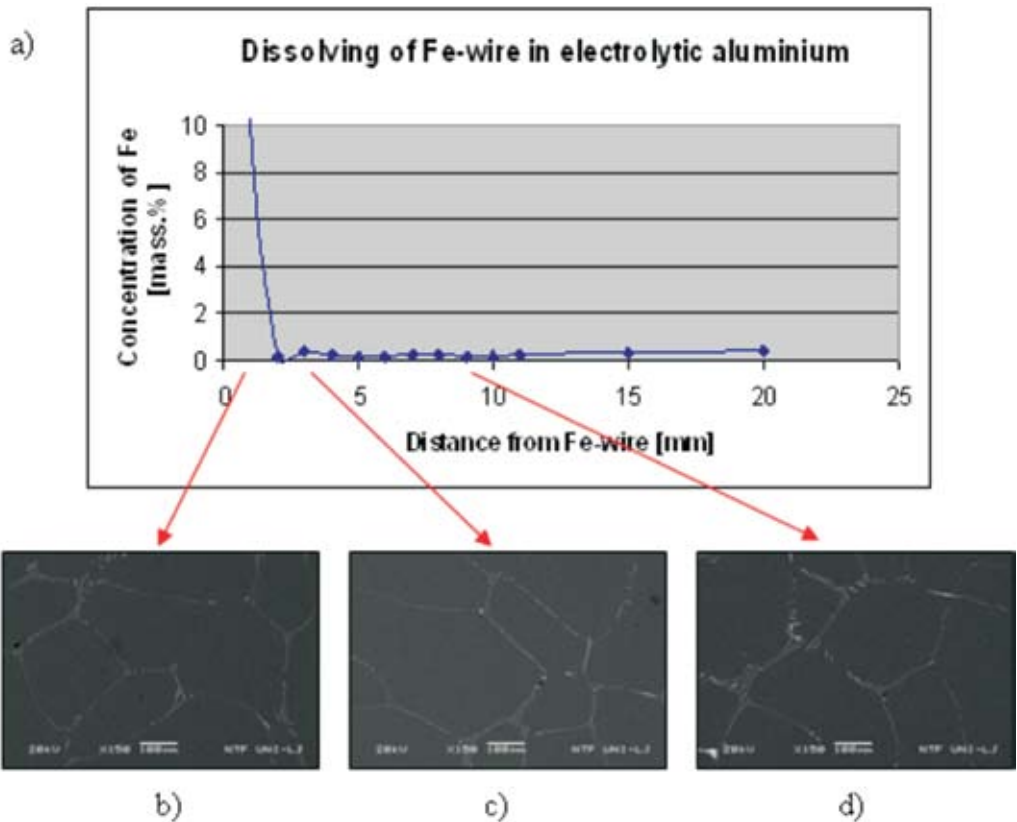 a)
Dissolving of Fe-wire in electrolytic aluminium
Concentration of Fe
[mass.%]
10
8
6
4
2
0
0 5 10 15 20 25
Distance from Fe-wire [mm]
20kV X150 100µm NTF UNI-LJ
20kV X150 100µm NTF UNI-LJ
20kV X150 100µm NTF UNI-LJ
b) c) d)